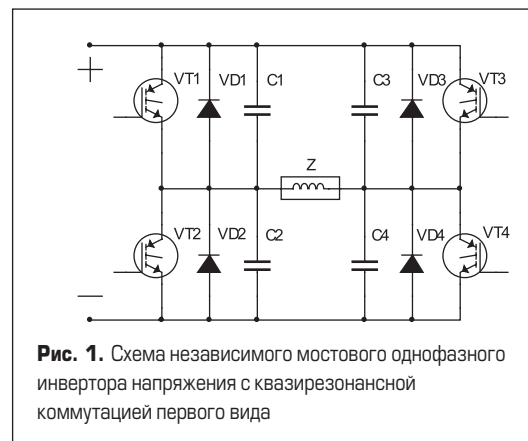 +
VT1 VD1 C1 C3 VD3 VT3
Z
VT2 VD2 C2 C4 VD4 VT4
—
Рис. 1. Схема независимого мостового однофазного
инвертора напряжения с квазирезонансной
коммутацией первого вида